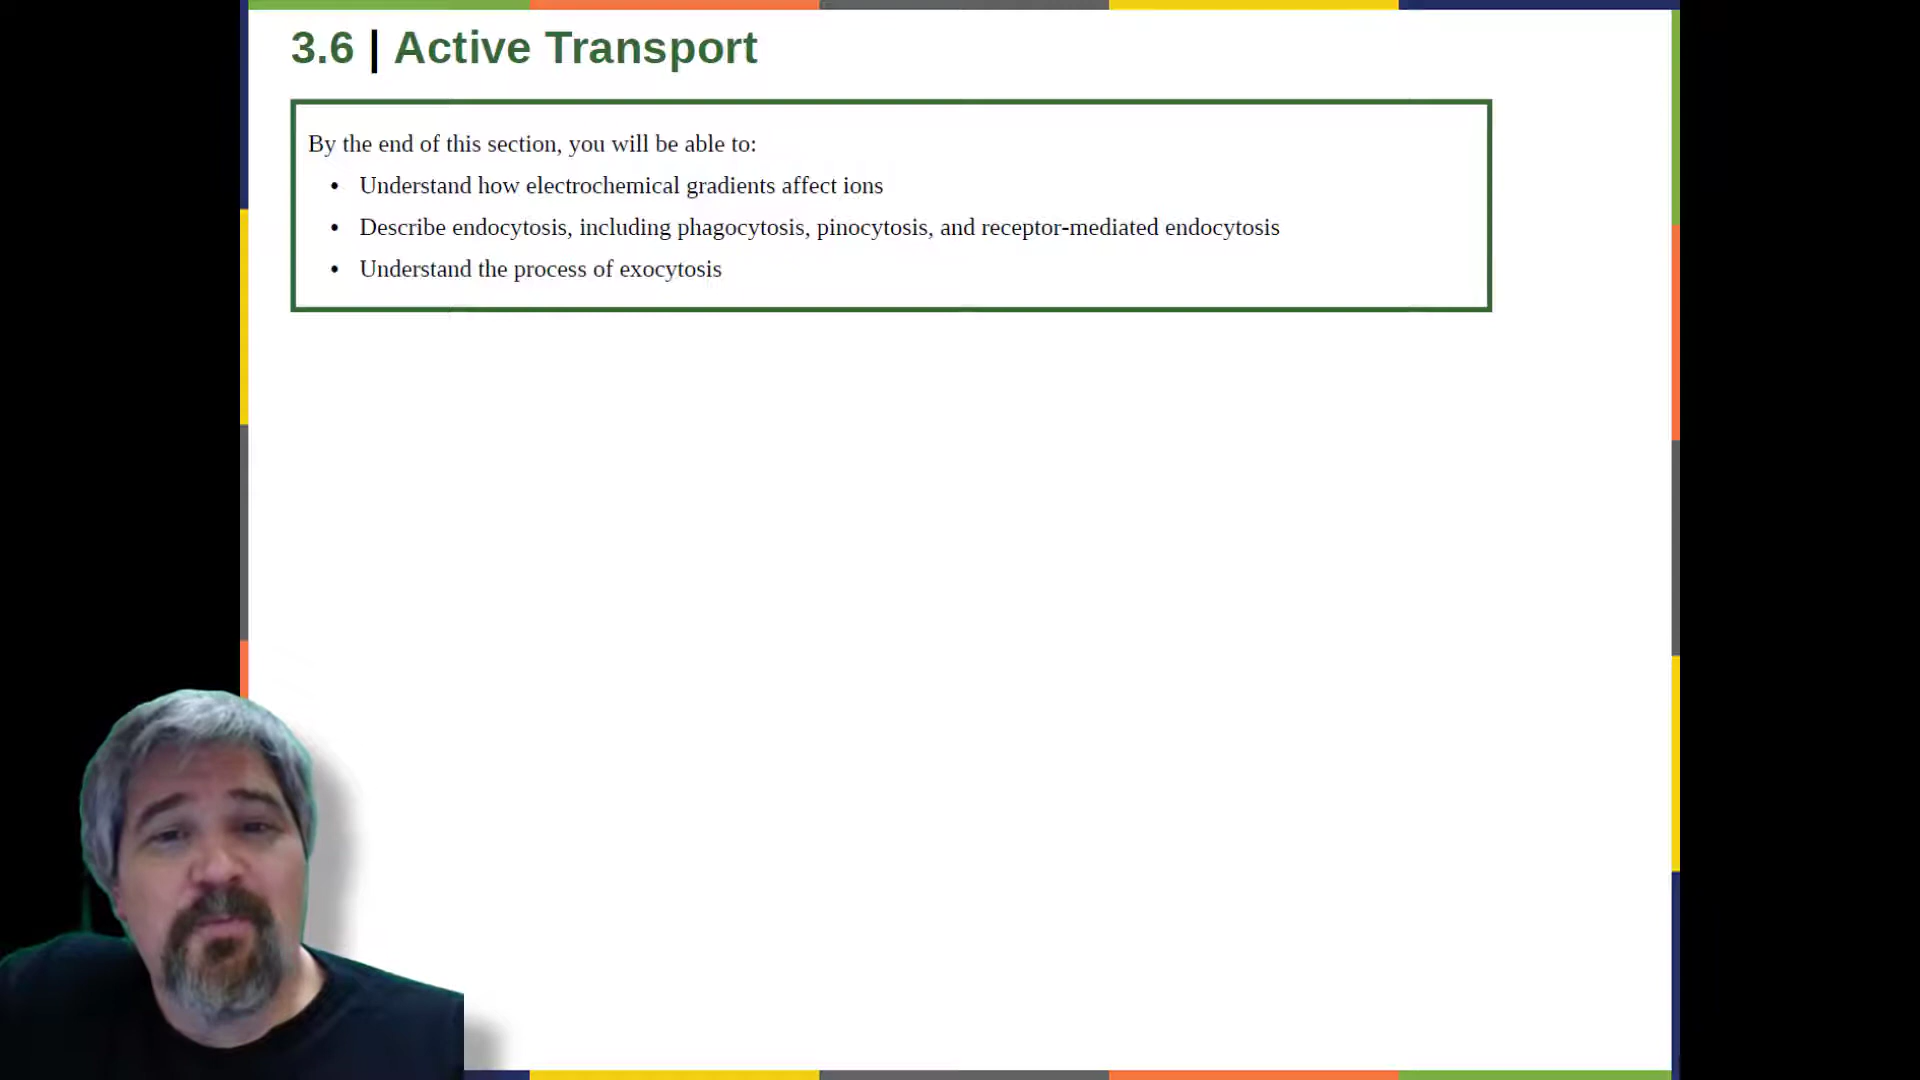 3.6 | Active Transport
By the end of this section, you will be able to:
• Understand how electrochemical gradients affect ions
• Describe endocytosis, including phagocytosis, pinocytosis, and receptor-mediated endocytosis
• Understand the process of exocytosis